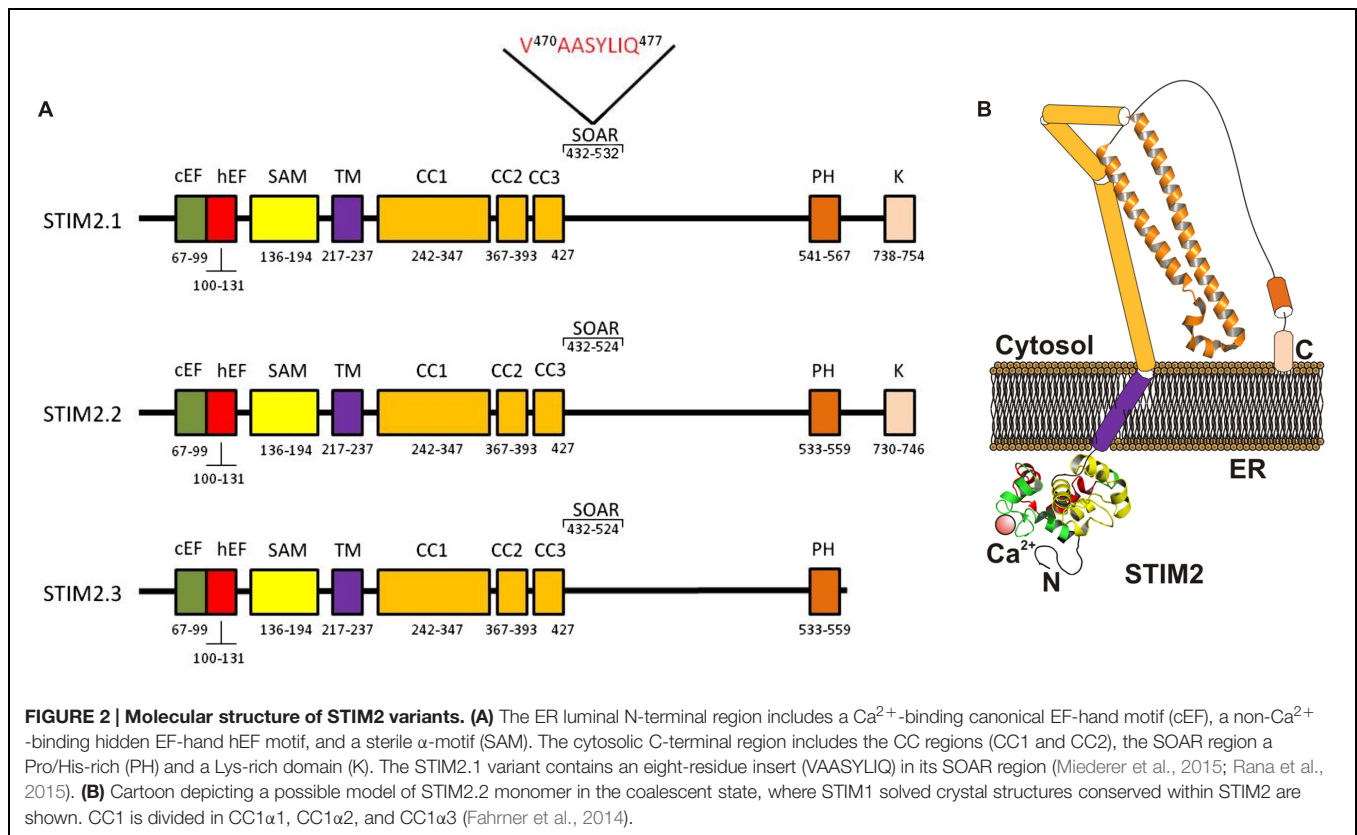 V⁴⁷⁰AASYLIQ⁴⁷⁷
A
SOAR
432-532
cEF hEF SAM TM CC1 CC2 CC3 PH K
STIM2.1
67-99 136-194 217-237 242-347 367-393 427 541-567 738-754
100-131
SOAR
432-524
cEF hEF SAM TM CC1 CC2 CC3 PH K
STIM2.2
67-99 136-194 217-237 242-347 367-393 427 533-559 730-746
100-131
SOAR
432-524
cEF hEF SAM TM CC1 CC2 CC3 PH
STIM2.3
67-99 136-194 217-237 242-347 367-393 427 533-559
100-131
B
Cytosol
C
ER
Ca²⁺
N
STIM2
FIGURE 2 | Molecular structure of STIM2 variants. (A) The ER luminal N-terminal region includes a Ca²⁺-binding canonical EF-hand motif (cEF), a non-Ca²⁺
-binding hidden EF-hand hEF motif, and a sterile α-motif (SAM). The cytosolic C-terminal region includes the CC regions (CC1 and CC2), the SOAR region a
Pro/His-rich (PH) and a Lys-rich domain (K). The STIM2.1 variant contains an eight-residue insert (VAASYLIQ) in its SOAR region (Miederer et al., 2015; Rana et al.,
2015). (B) Cartoon depicting a possible model of STIM2.2 monomer in the coalescent state, where STIM1 solved crystal structures conserved within STIM2 are
shown. CC1 is divided in CC1α1, CC1α2, and CC1α3 (Fahrner et al., 2014).